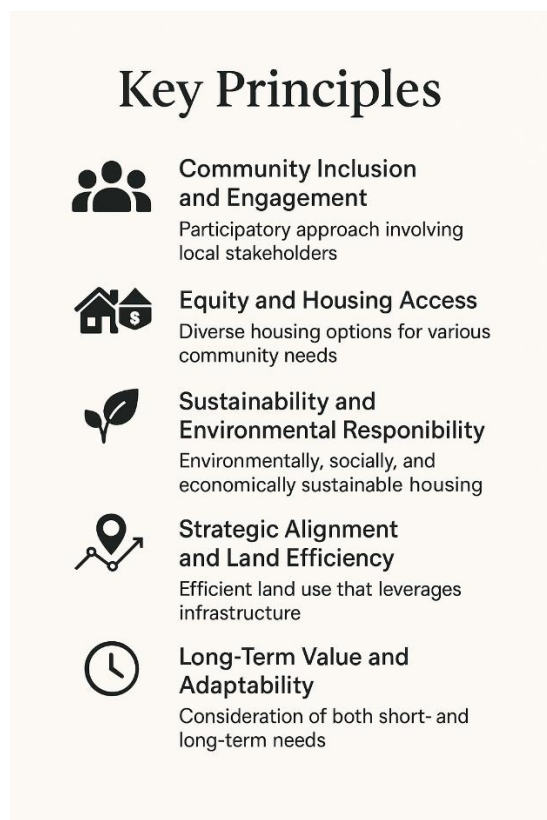 Key Principles
Community Inclusion
and Engagement
Participatory approach involving
local stakeholders
$
Equity and Housing Access
Diverse housing options for various
community needs
Sustainability and
Environmental Responibility
Environmentally, socially, and
economically sustainable housing
Strategic Alignment
and Land Efficiency
Efficient land use that leverages
infrastructure
Long-Term Value and
Adaptability
Consideration of both short- and
long-term needs